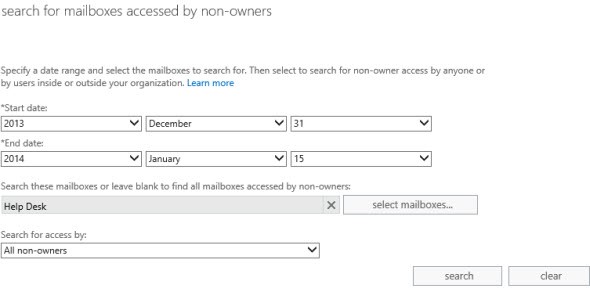 search for mailboxes accessed by non-owners
Specify a date range and select the mailboxes to search for. Then select to search for non-owner access by anyone or
by users inside or outside your organization. Learn more
*Start date:
2013 December 31
*End date:
2014 January 15
Search these mailboxes or leave blank to find all mailboxes accessed by non-owners:
Help Desk select mailboxes...
Search for access by:
All non-owners
search clear